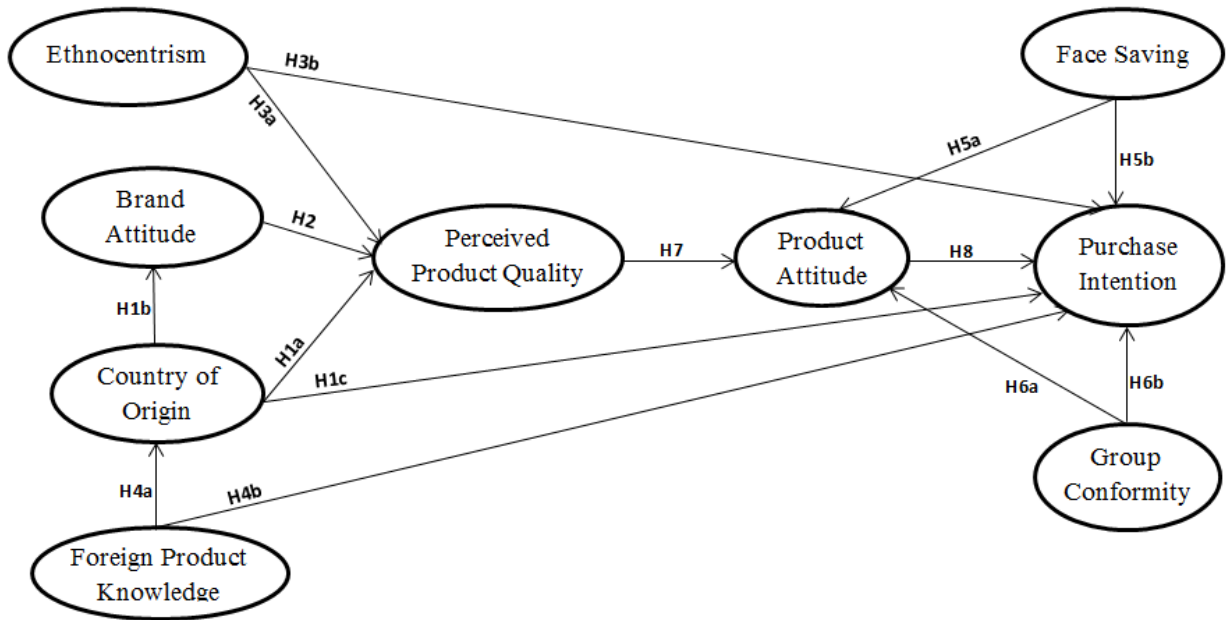 Ethnocentrism
H3b
Face Saving
H3a
H5a
H5b
Brand
Attitude
H2
Perceived
Product Quality
H7
Product
Attitude
H8
Purchase
Intention
H1b
H1a
Country of
Origin
H1c
H6a
H6b
Group
Conformity
H4a
H4b
Foreign Product
Knowledge